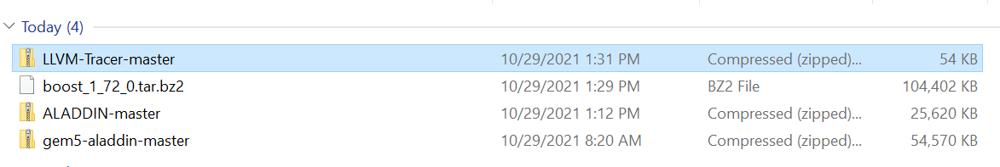 Today (4)
LLVM-Tracer-master 10/29/2021 1:31 PM Compressed (zipped)... 54 KB
boost_1_72_0.tar.bz2 10/29/2021 1:29 PM BZ2 File 104,402 KB
ALADDIN-master 10/29/2021 1:12 PM Compressed (zipped)... 25,620 KB
gem5-aladdin-master 10/29/2021 8:20 AM Compressed (zipped)... 54,570 KB